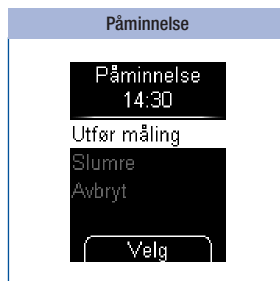 Påminnelse
Påminnelse
14:30
Utfør måling
Slumre
Avbryt
Velg